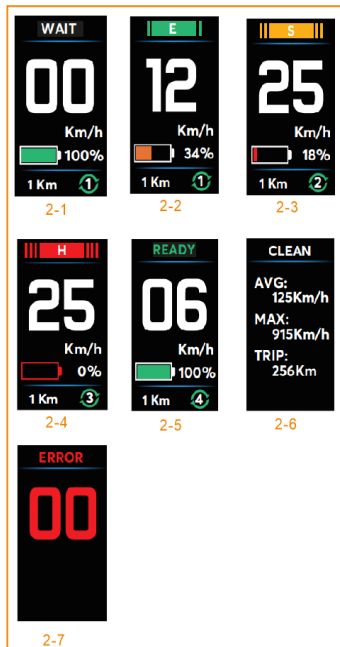 WAIT
00
Km/h
100%
1 Km 1
2-1
E
12
Km/h
34%
1 Km 1
2-2
S
25
Km/h
18%
1 Km 2
2-3
H
25
Km/h
0%
1 Km 3
2-4
READY
06
Km/h
100%
1 Km 4
2-5
CLEAN
AVG:
125Km/h
MAX:
915Km/h
TRIP:
256Km
2-6
ERROR
00
2-7